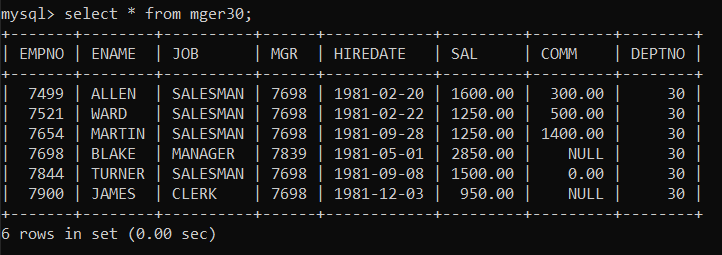 mysql> select * from mger30;
+-------+--------+----------+------+------------+---------+---------+--------+
| EMPNO | ENAME  | JOB      | MGR  | HIREDATE   | SAL     | COMM    | DEPTNO |
+-------+--------+----------+------+------------+---------+---------+--------+
|  7499 | ALLEN  | SALESMAN | 7698 | 1981-02-20 | 1600.00 |  300.00 |     30 |
|  7521 | WARD   | SALESMAN | 7698 | 1981-02-22 | 1250.00 |  500.00 |     30 |
|  7654 | MARTIN | SALESMAN | 7698 | 1981-09-28 | 1250.00 | 1400.00 |     30 |
|  7698 | BLAKE  | MANAGER  | 7839 | 1981-05-01 | 2850.00 |    NULL |     30 |
|  7844 | TURNER | SALESMAN | 7698 | 1981-09-08 | 1500.00 |    0.00 |     30 |
|  7900 | JAMES  | CLERK    | 7698 | 1981-12-03 |  950.00 |    NULL |     30 |
+-------+--------+----------+------+------------+---------+---------+--------+
6 rows in set (0.00 sec)